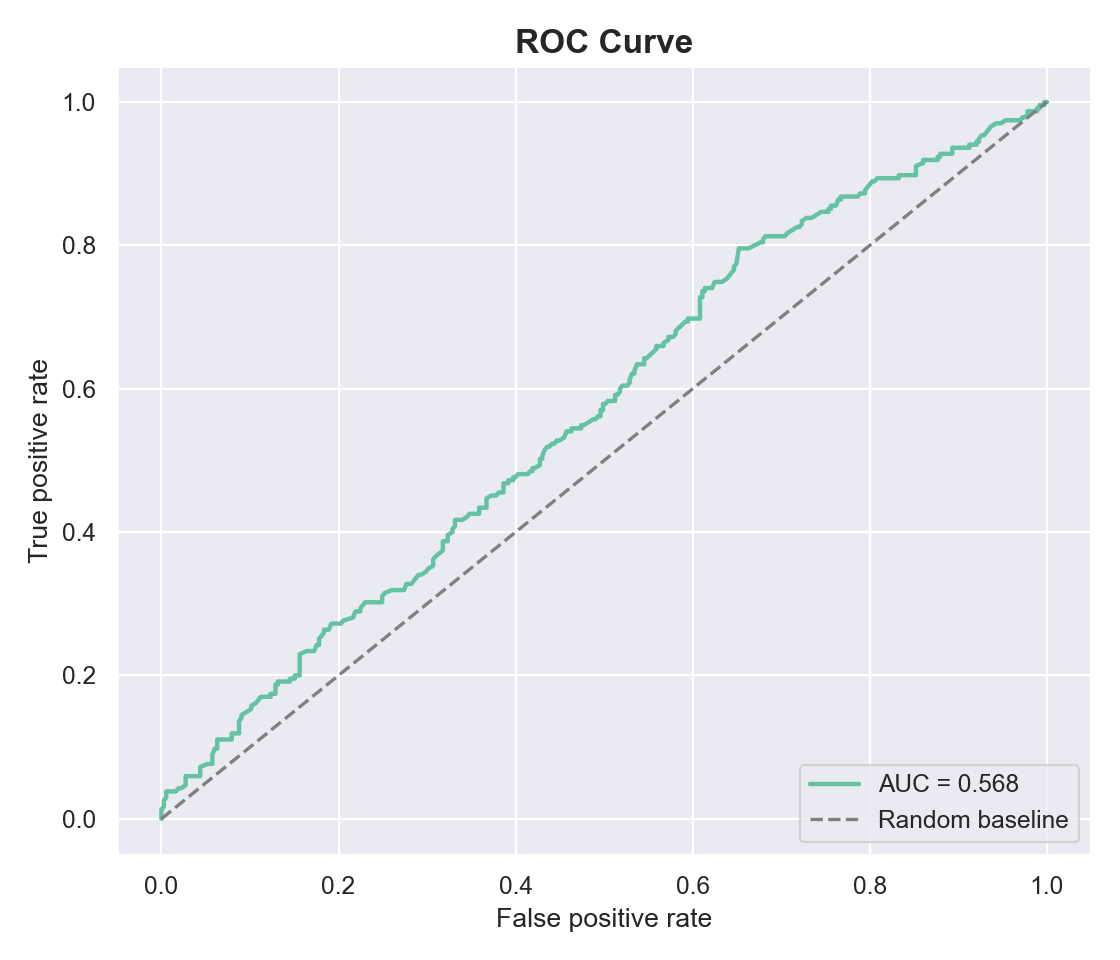 ROC Curve
1.0
0.8
0.6
0.4
0.2
0.0
True positive rate
AUC = 0.568
Random baseline
0.0 0.2 0.4 0.6 0.8 1.0
False positive rate